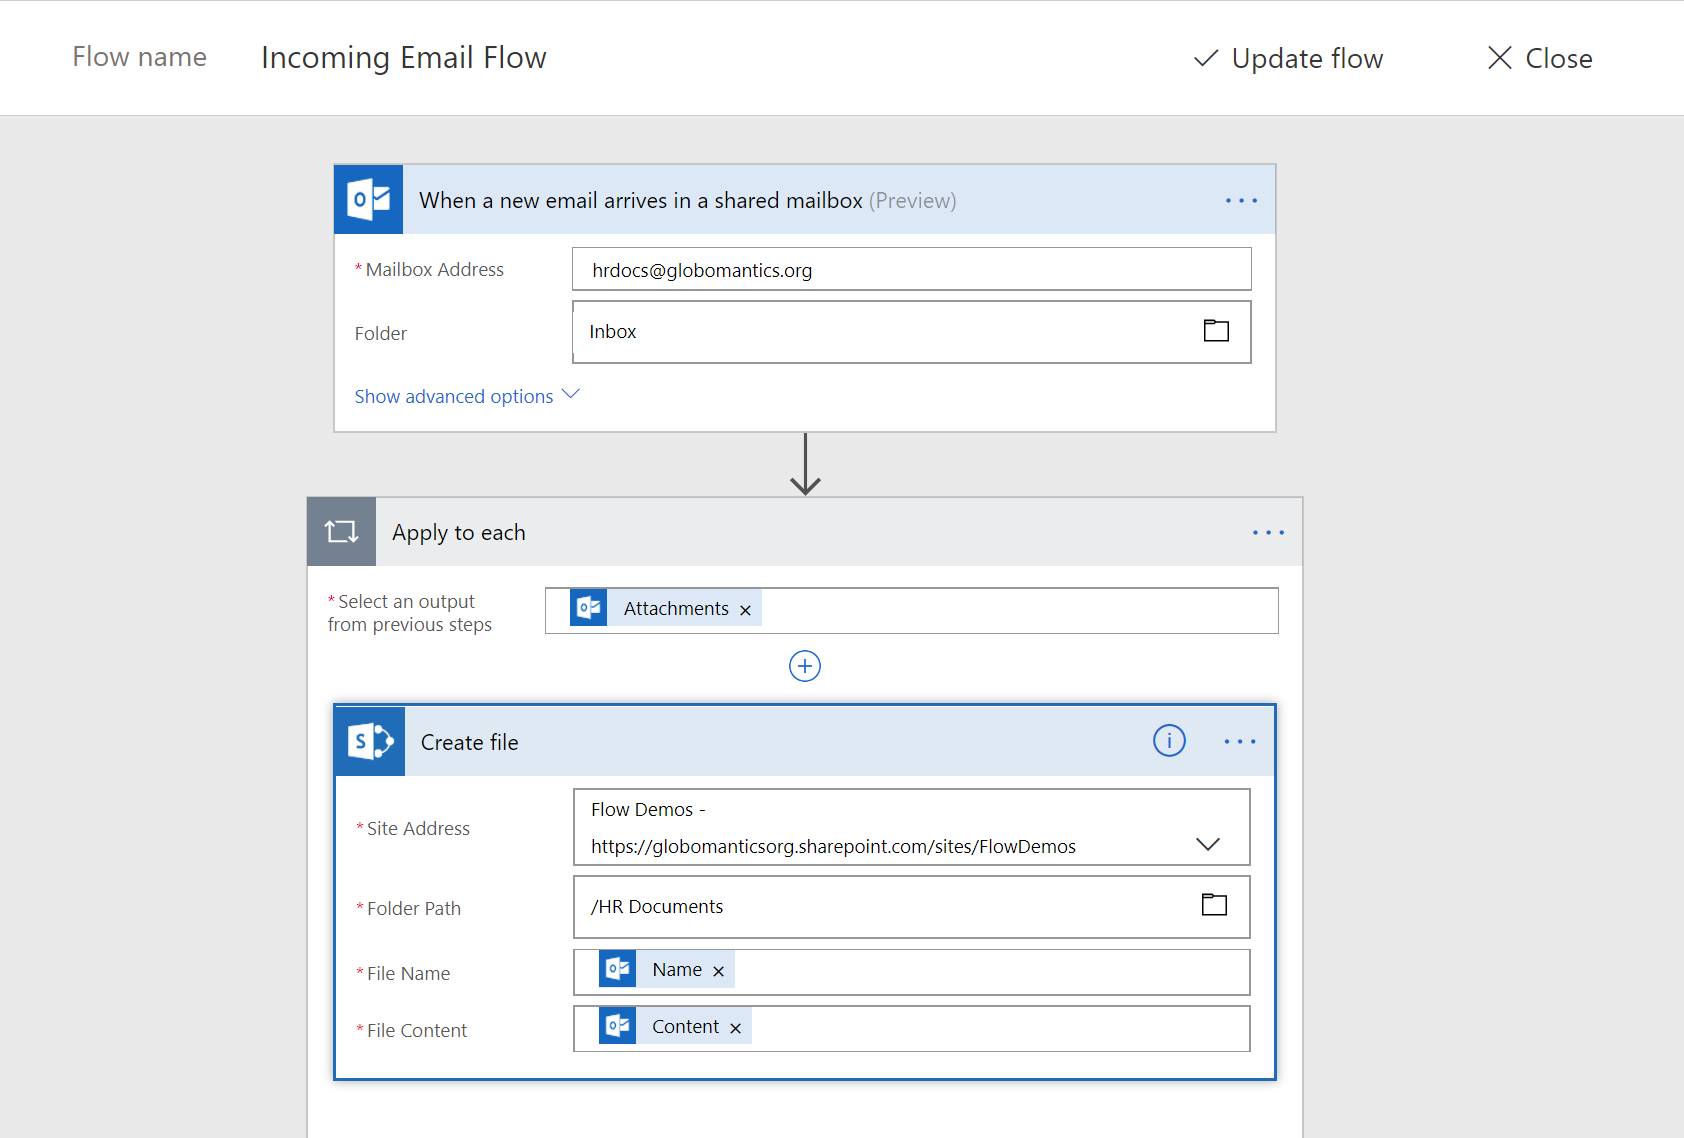 Flow name Incoming Email Flow Update flow Close
When a new email arrives in a shared mailbox (Preview)
*Mailbox Address hrdocs@globomantics.org
Folder Inbox
Show advanced options
Apply to each
*Select an output
from previous steps
Attachments
Create file
*Site Address
Flow Demos -
https://globomanticsorg.sharepoint.com/sites/FlowDemos
*Folder Path /HR Documents
*File Name Name
*File Content Content